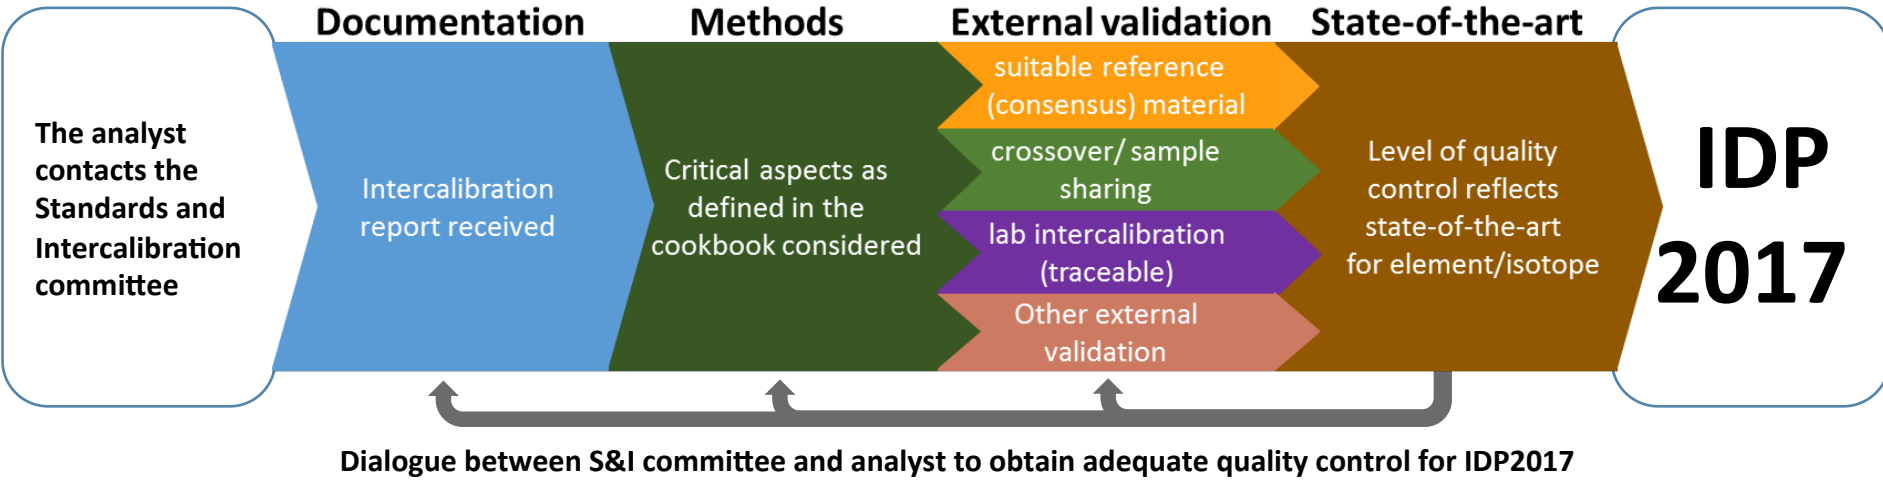 Documentation
Methods
External validation
State-of-the-art
The analyst
contacts the
Standards and
Intercalibration
committee
Intercalibration
report received
Critical aspects as
defined in the
cookbook considered
suitable reference
(consensus) material
crossover/ sample
sharing
lab intercalibration
(traceable)
Other external
validation
Level of quality
control reflects
state-of-the-art
for element/isotope
IDP
2017
Dialogue between S&I committee and analyst to obtain adequate quality control for IDP2017